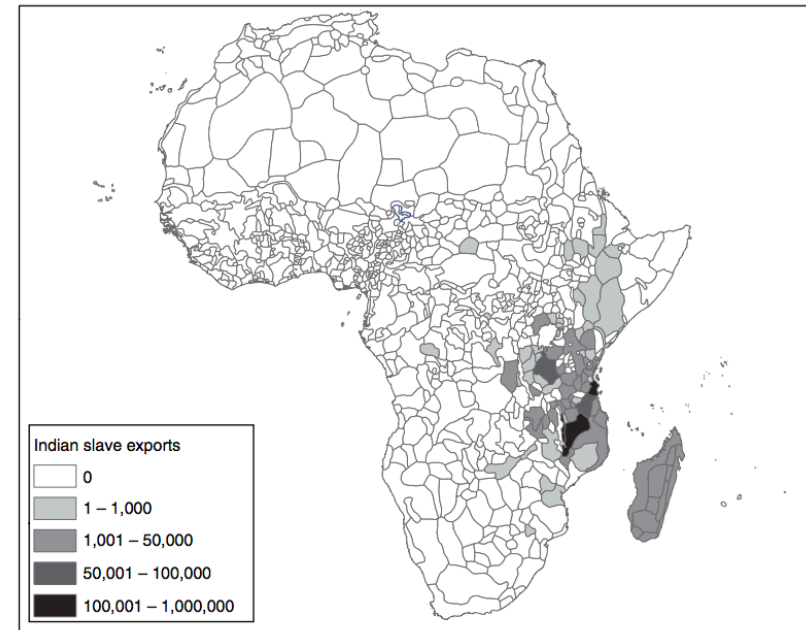 Indian slave exports
0
1 – 1,000
1,001 – 50,000
50,001 – 100,000
100,001 – 1,000,000